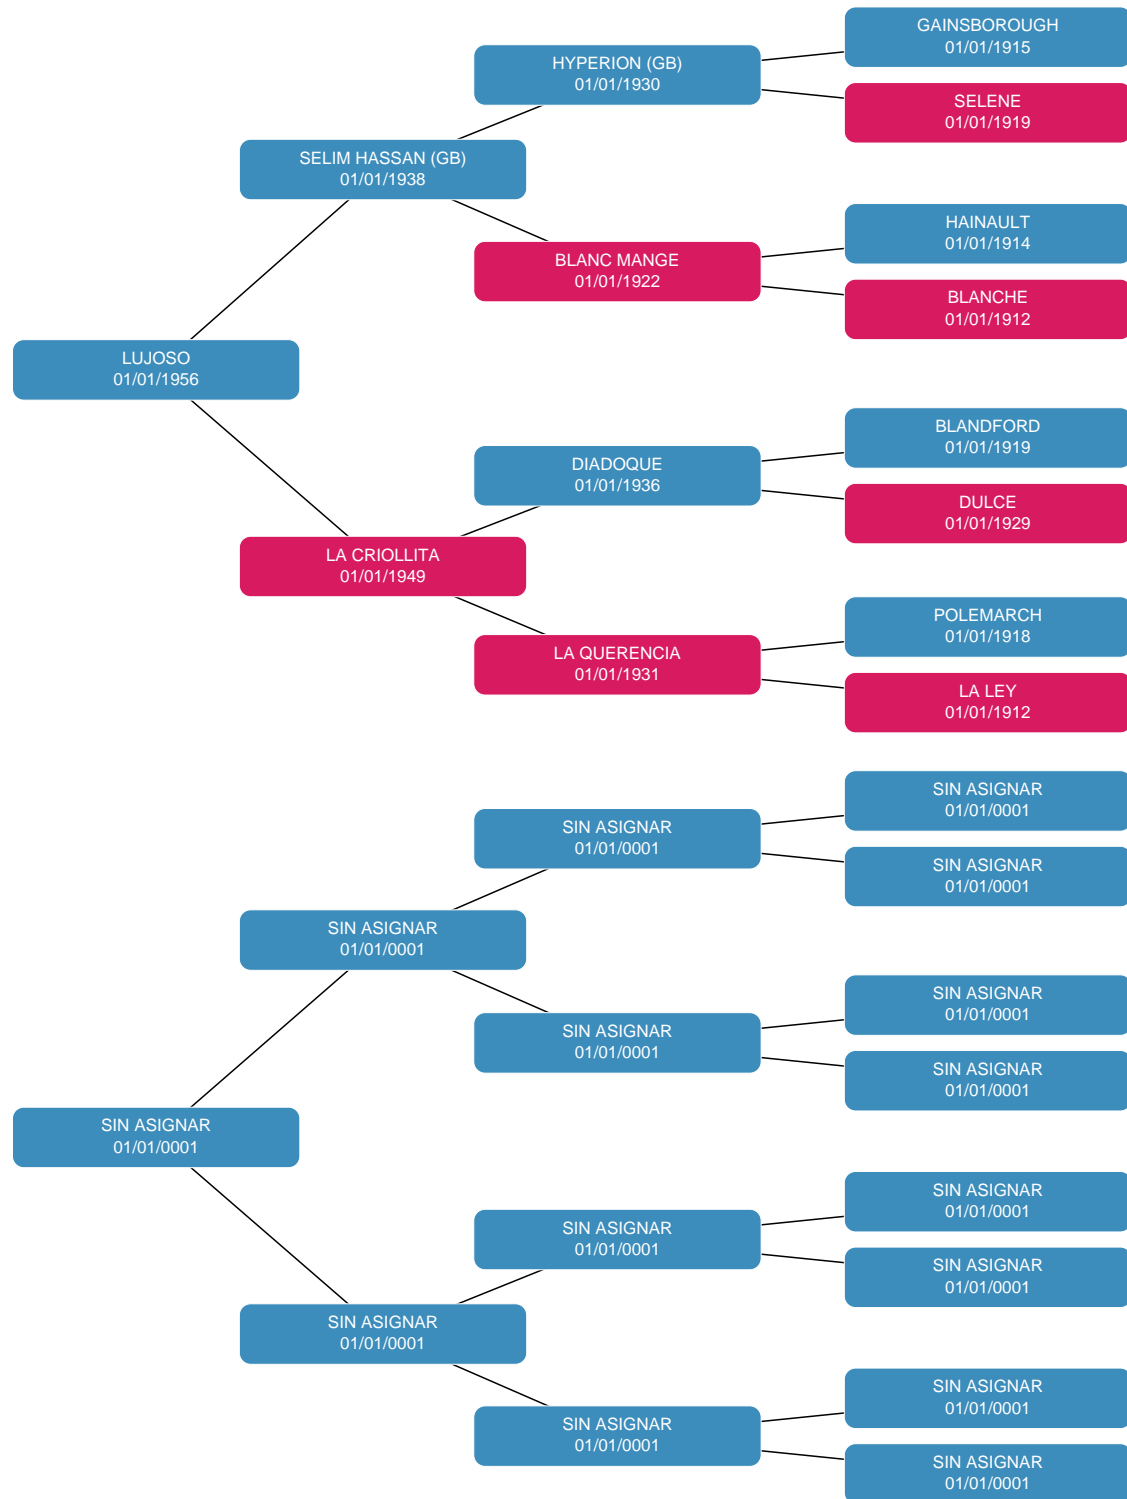 GAINSBOROUGH
01/01/1915
HYPERION (GB)
01/01/1930
SELENE
01/01/1919
SELIM HASSAN (GB)
01/01/1938
HAINAULT
01/01/1914
BLANC MANGE
01/01/1922
BLANCHE
01/01/1912
LUJOSO
01/01/1956
BLANDFORD
01/01/1919
DIADOQUE
01/01/1936
DULCE
01/01/1929
LA CRIOLLITA
01/01/1949
POLEMARCH
01/01/1918
LA QUERENCIA
01/01/1931
LA LEY
01/01/1912
SIN ASIGNAR
01/01/0001
SIN ASIGNAR
01/01/0001
SIN ASIGNAR
01/01/0001
SIN ASIGNAR
01/01/0001
SIN ASIGNAR
01/01/0001
SIN ASIGNAR
01/01/0001
SIN ASIGNAR
01/01/0001
SIN ASIGNAR
01/01/0001
SIN ASIGNAR
01/01/0001
SIN ASIGNAR
01/01/0001
SIN ASIGNAR
01/01/0001
SIN ASIGNAR
01/01/0001
SIN ASIGNAR
01/01/0001
SIN ASIGNAR
01/01/0001
SIN ASIGNAR
01/01/0001